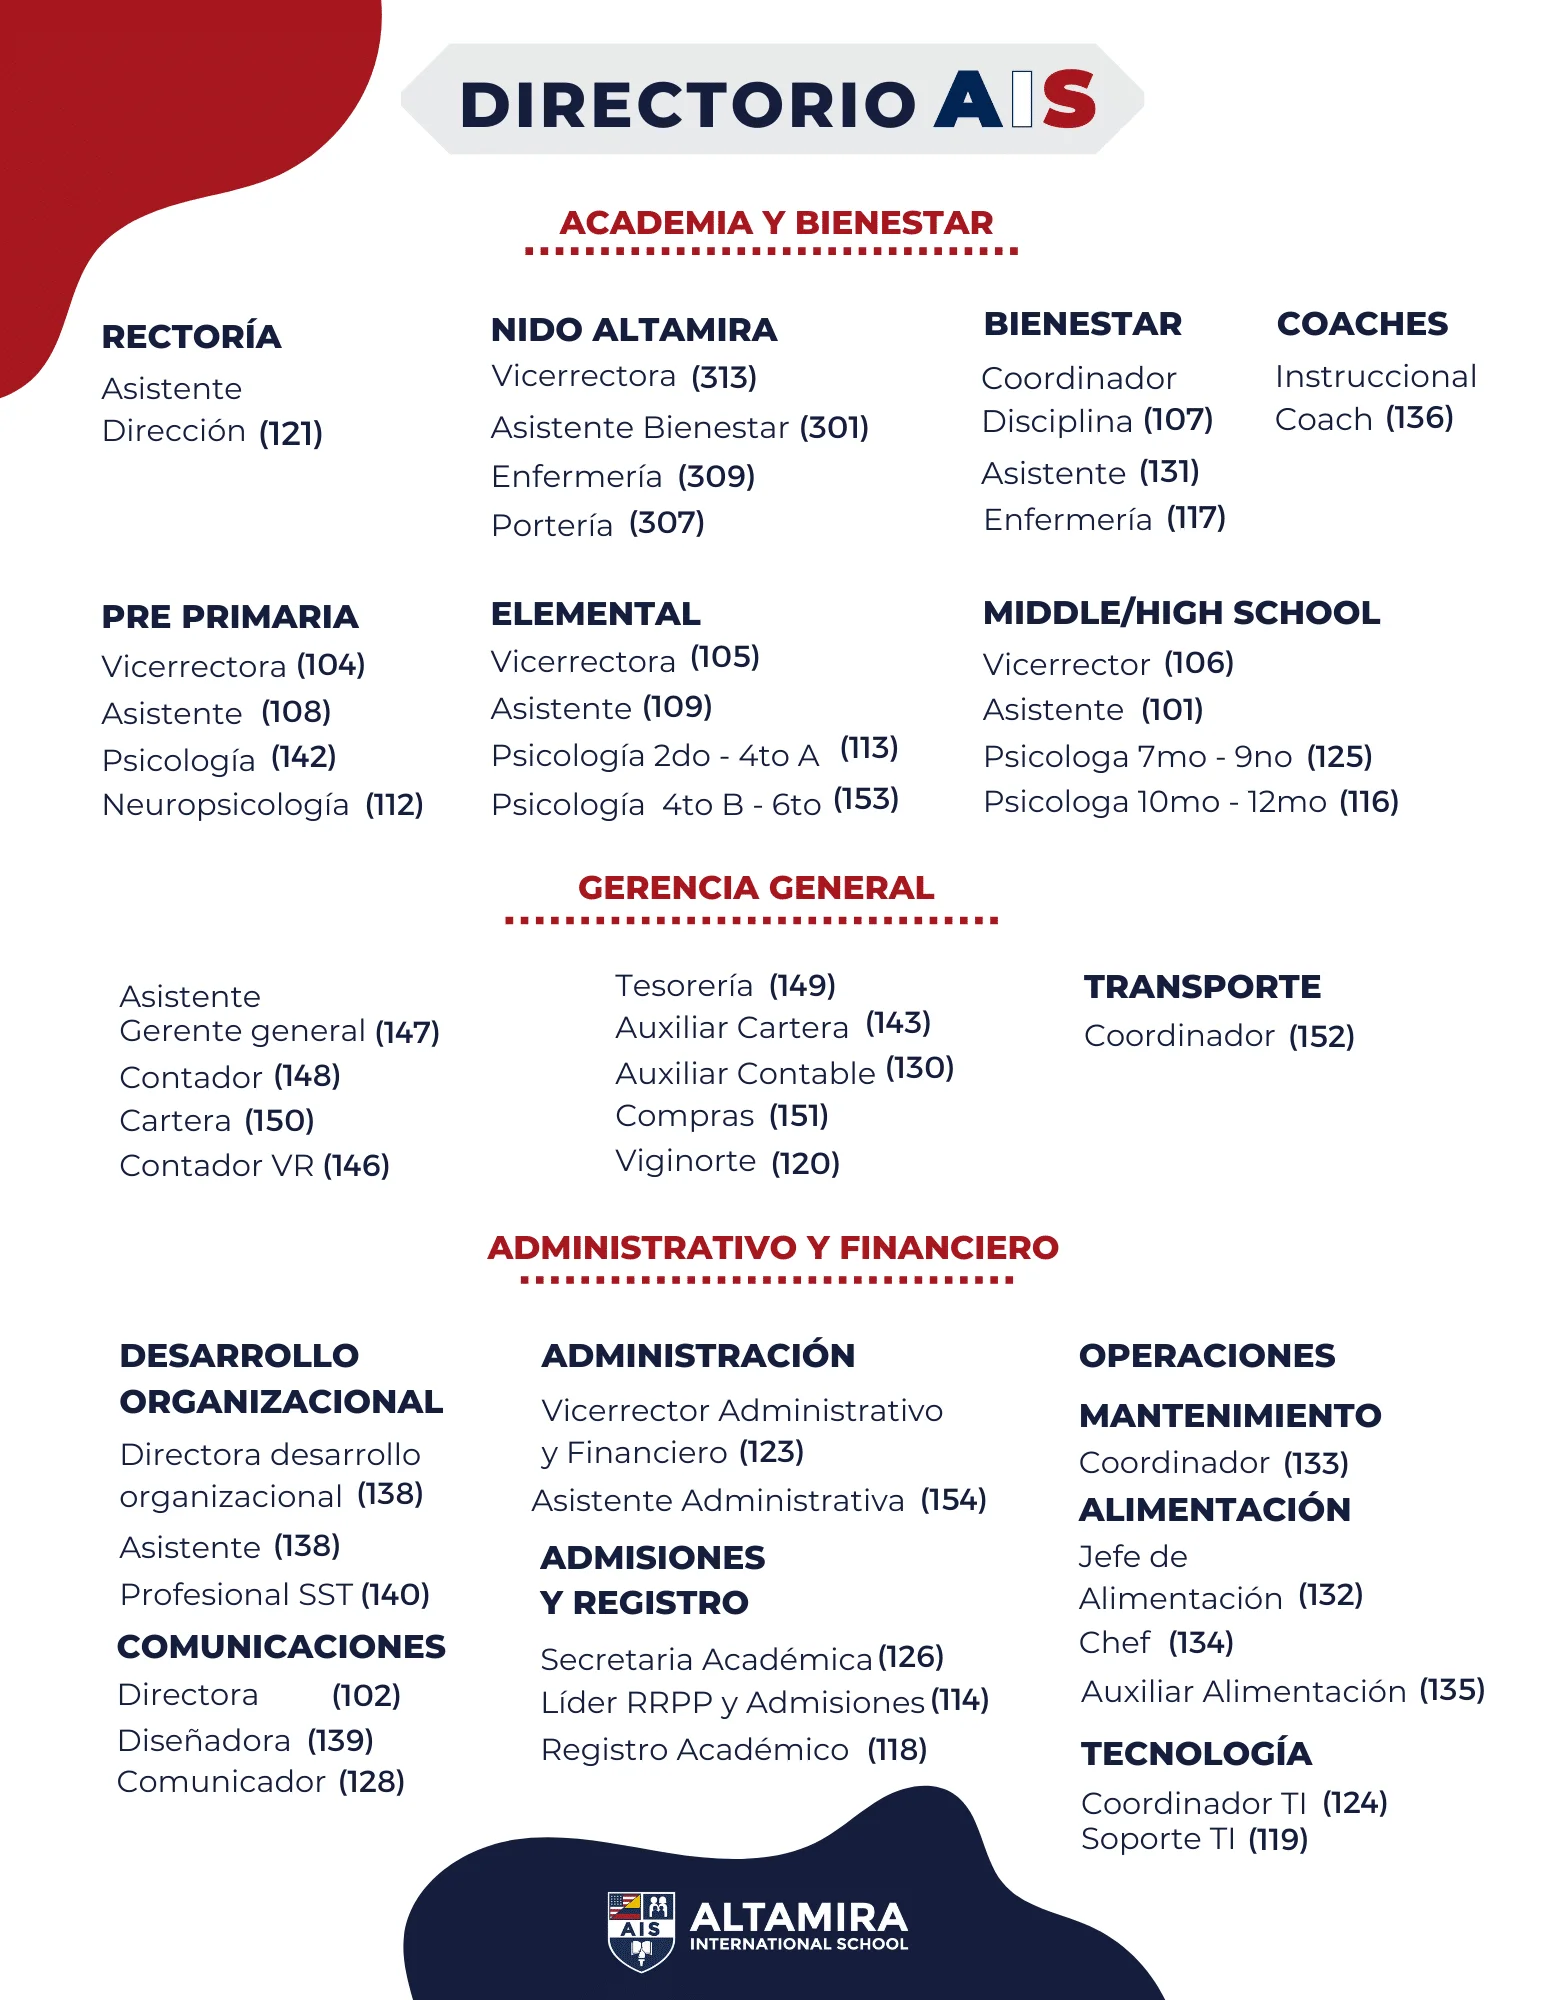 DIRECTORIO AIS
ACADEMIA Y BIENESTAR
RECTORÍA
Asistente
Dirección (121)
NIDO ALTAMIRA
Vicerrectora (313)
Asistente Bienestar (301)
Enfermería (309)
Portería (307)
BIENESTAR
Coordinador
Disciplina (107)
Asistente (131)
Enfermería (117)
COACHES
Instruccional
Coach (136)
PRE PRIMARIA
Vicerrectora (104)
Asistente (108)
Psicología (142)
Neuropsicología (112)
ELEMENTAL
Vicerrectora (105)
Asistente (109)
Psicología 2do - 4to A (113)
Psicología 4to B - 6to (153)
MIDDLE/HIGH SCHOOL
Vicerrector (106)
Asistente (101)
Psicologa 7mo - 9no (125)
Psicologa 10mo - 12mo (116)
GERENCIA GENERAL
Asistente
Gerente general (147)
Contador (148)
Cartera (150)
Contador VR (146)
Tesorería (149)
Auxiliar Cartera (143)
Auxiliar Contable (130)
Compras (151)
Viginorte (120)
TRANSPORTE
Coordinador (152)
ADMINISTRATIVO Y FINANCIERO
DESARROLLO
ORGANIZACIONAL
Directora desarrollo
organizacional (138)
Asistente (138)
Profesional SST (140)
COMUNICACIONES
Directora (102)
Diseñadora (139)
Comunicador (128)
ADMINISTRACIÓN
Vicerrector Administrativo
y Financiero (123)
Asistente Administrativa (154)
ADMISIONES
Y REGISTRO
Secretaria Académica (126)
Líder RRPP y Admisiones (114)
Registro Académico (118)
OPERACIONES
MANTENIMIENTO
Coordinador (133)
ALIMENTACIÓN
Jefe de
Alimentación (132)
Chef (134)
Auxiliar Alimentación (135)
TECNOLOGÍA
Coordinador TI (124)
Soporte TI (119)
AIS
ALTAMIRA
INTERNATIONAL SCHOOL